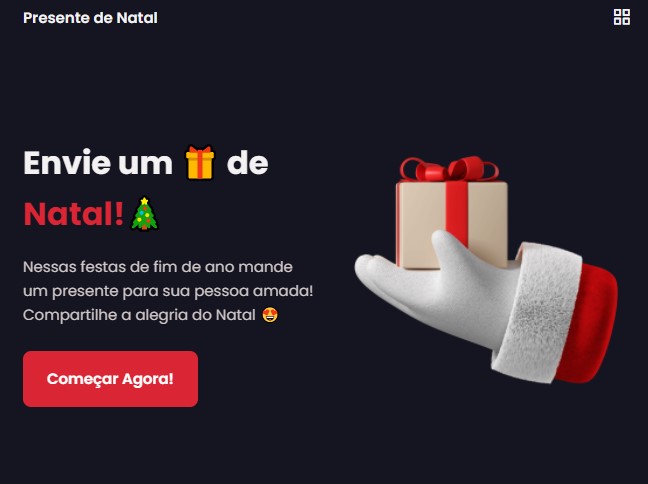 Presente de Natal
Envie um 🎁 de
Natal!🎄
Nessas festas de fim de ano mande
um presente para sua pessoa amada!
Compartilhe a alegria do Natal 🤩
Começar Agora!